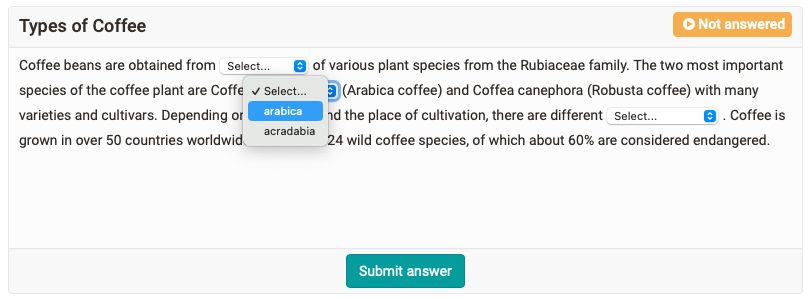 Types of Coffee
Not answered
Coffee beans are obtained from Select... of various plant species from the Rubiaceae family. The two most important
species of the coffee plant are Coffe (Arabica coffee) and Coffea canephora (Robusta coffee) with many
Select...
arabica
acradabia
varieties and cultivars. Depending on nd the place of cultivation, there are different Select... . Coffee is
grown in over 50 countries worldwid 24 wild coffee species, of which about 60% are considered endangered.
Submit answer